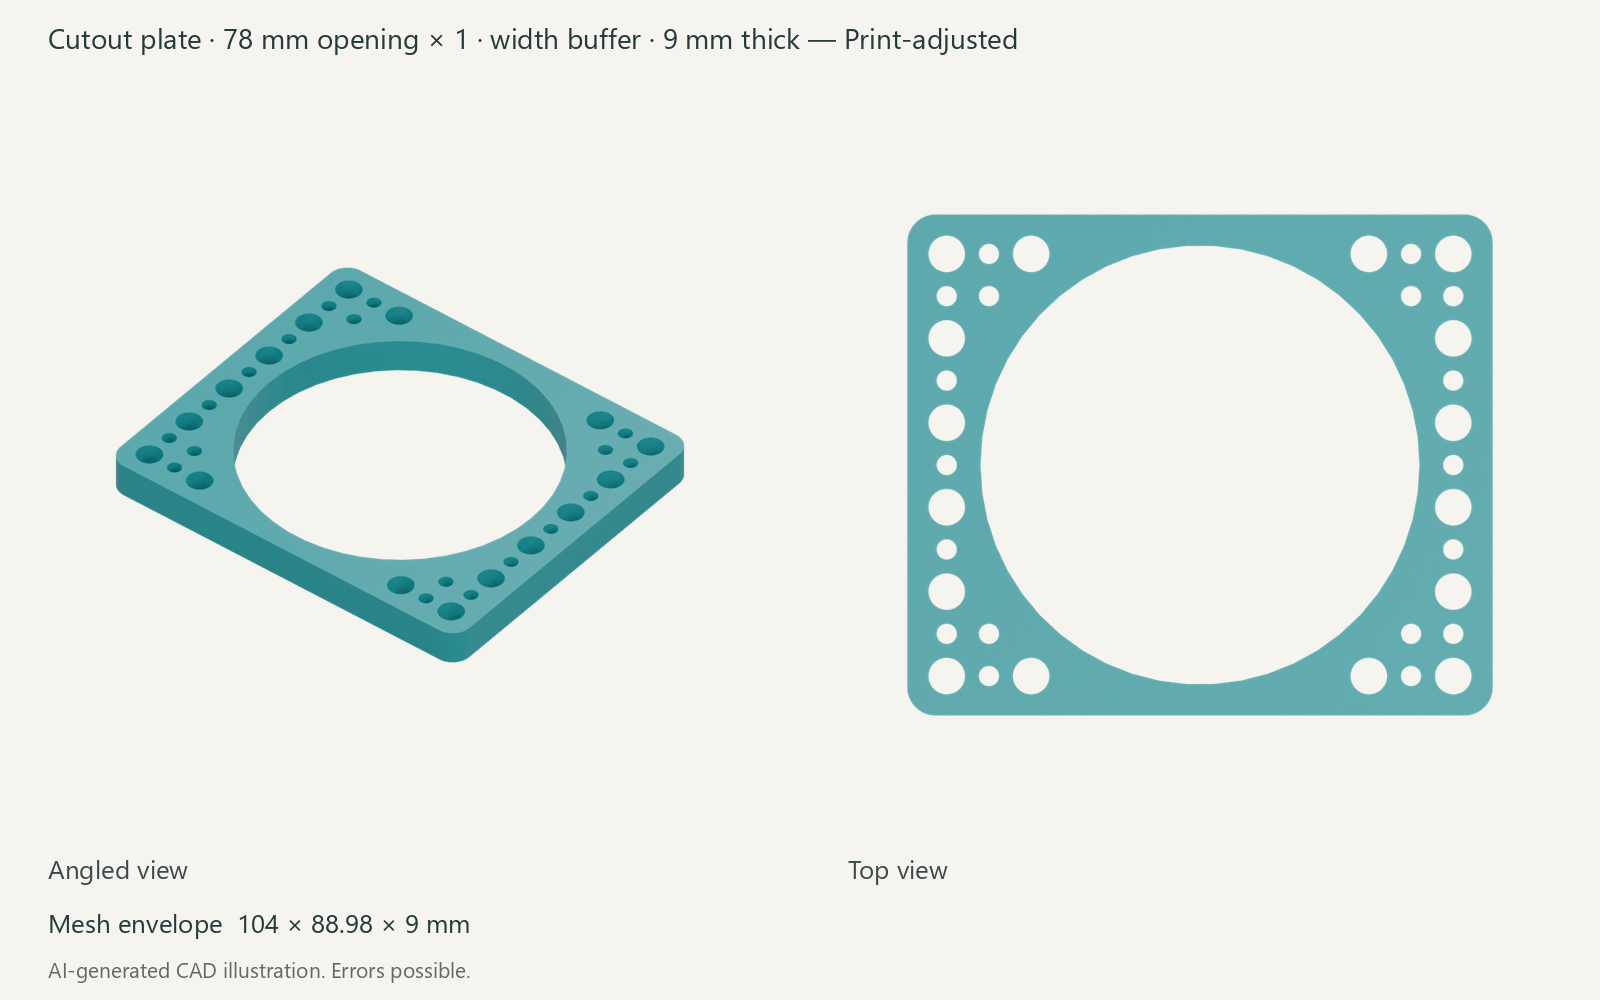 Cutout plate · 78 mm opening × 1 · width buffer · 9 mm thick — Print-adjusted
Angled view
Top view
Mesh envelope 104 × 88.98 × 9 mm
AI-generated CAD illustration. Errors possible.